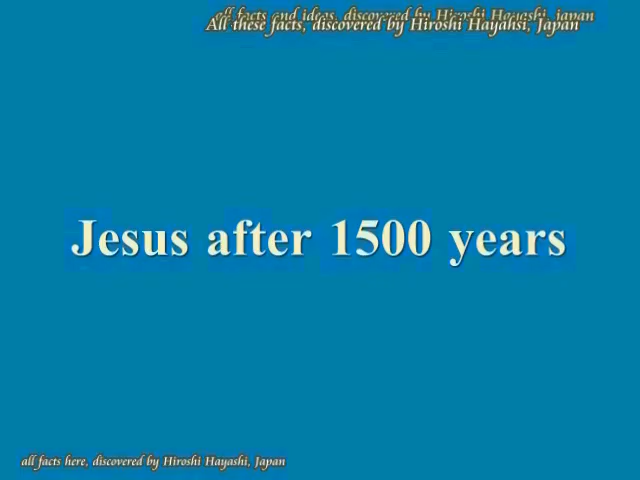 all facts and ideas, discovered by Hiroshi Hayashi, japan
All these facts, discovered by Hiroshi Hayahsi, Japan
Jesus after 1500 years
all facts here, discovered by Hiroshi Hayashi, Japan